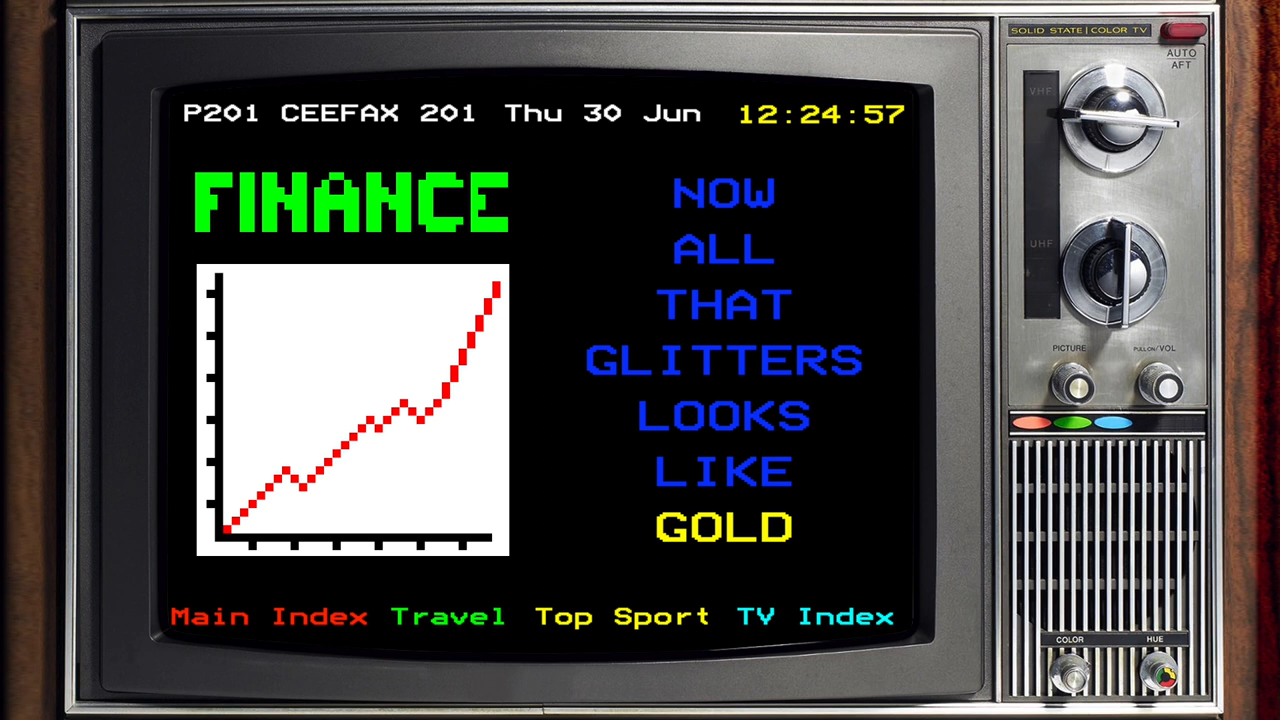 SOLID STATE | COLOR TV
AUTO
AFT
P201 CEEFAX 201 Thu 30 Jun 12:24:57
FINANCE
NOW
ALL
THAT
GLITTERS
LOOKS
LIKE
GOLD
Main Index Travel Top Sport TV Index
VHF
UHF
PICTURE
PULL ON/VOL
COLOR
HUE